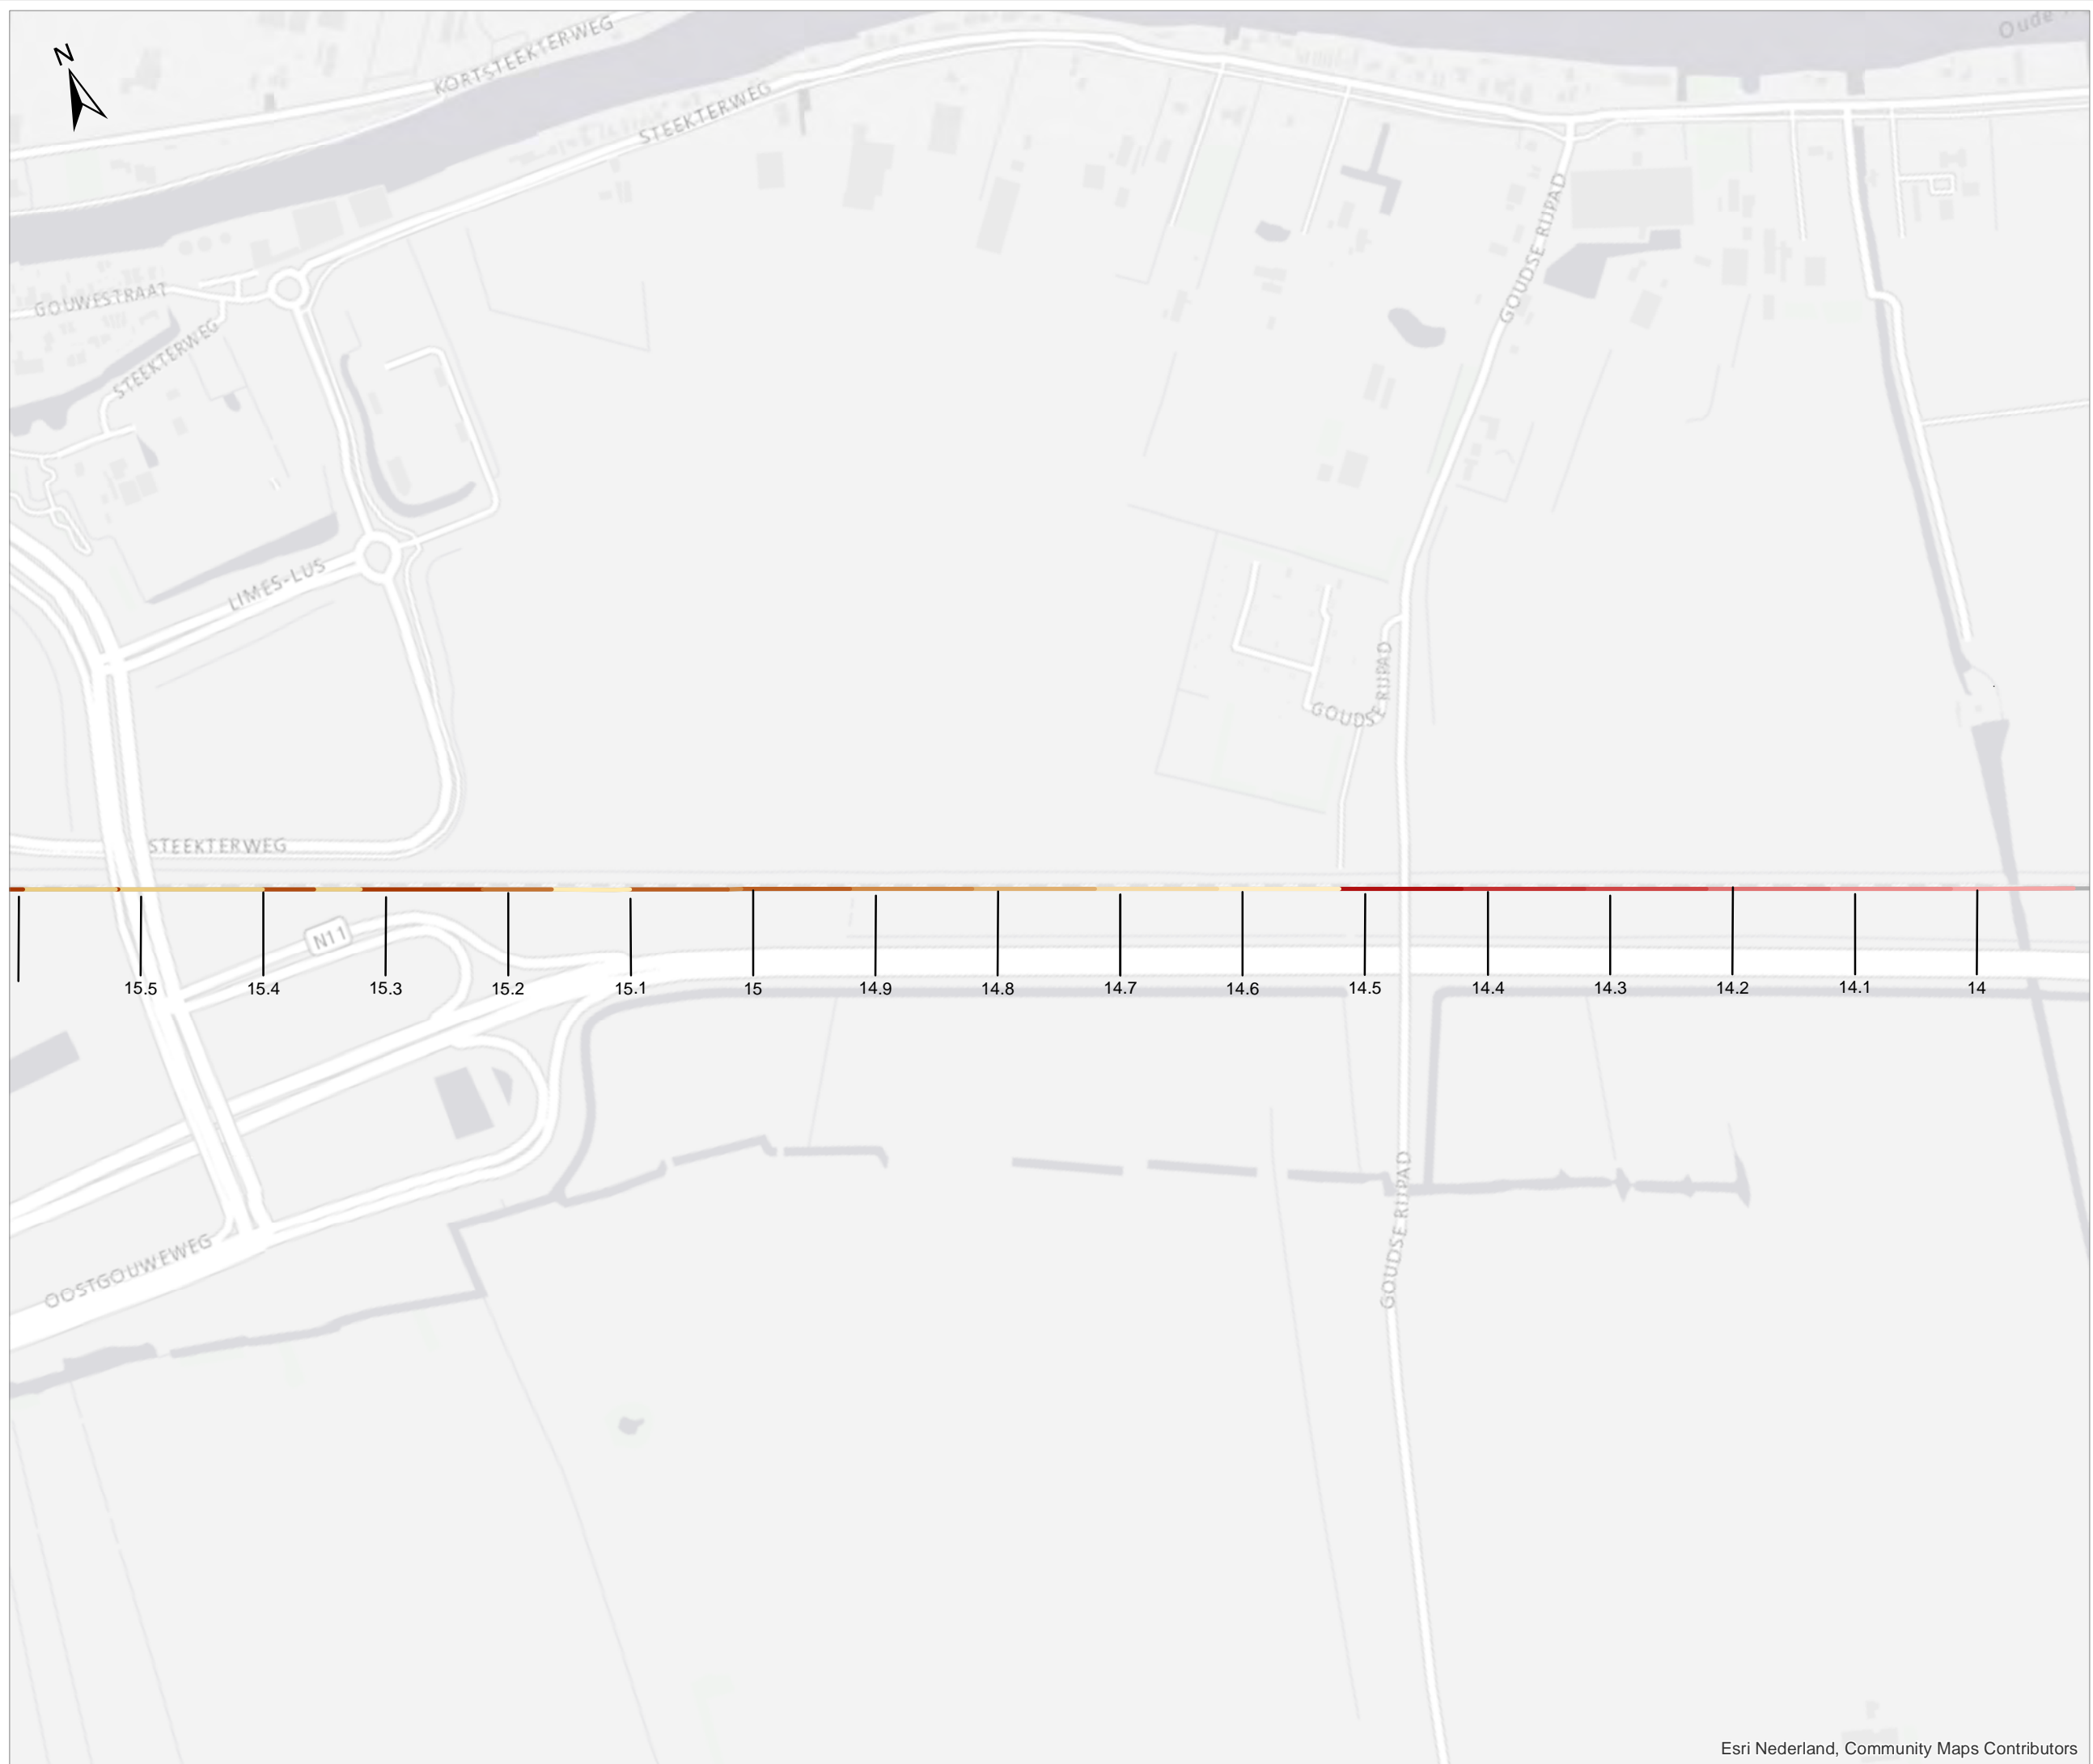 Oude
KORTSTEEKTERWEG
N
STEEKTERWEG
GOUDSE RIJPAD
GOUWESTRAAT
STEEKTERWEG
LIMES-LUS
GOUDSE RIJPAD
STEEKTERWEG
N11
15.5 15.4 15.3 15.2 15.1 15 14.9 14.8 14.7 14.6 14.5 14.4 14.3 14.2 14.1 14
GOUDSE RIJPAD
OOSTGOUWEWEG
Esri Nederland, Community Maps Contributors